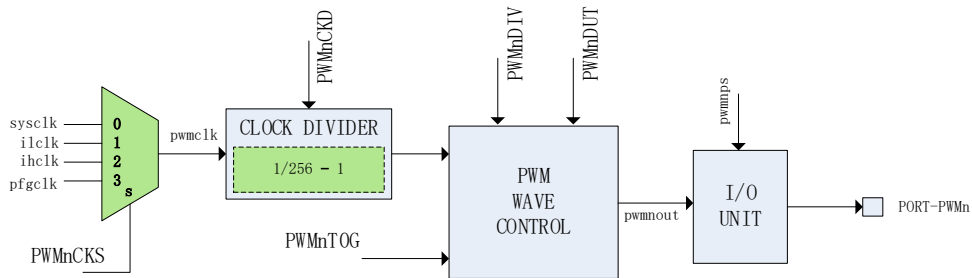 PWMnCKD
PWMnDIV
PWMnDUT
pwmnps
sysclk
ilclk
ihclk
pfgclk
0
1
2
3
s
pwmclk
CLOCK DIVIDER
1/256 - 1
PWM
WAVE
CONTROL
pwmnout
I/O
UNIT
PORT-PWMn
PWMnTOG
PWMnCKS